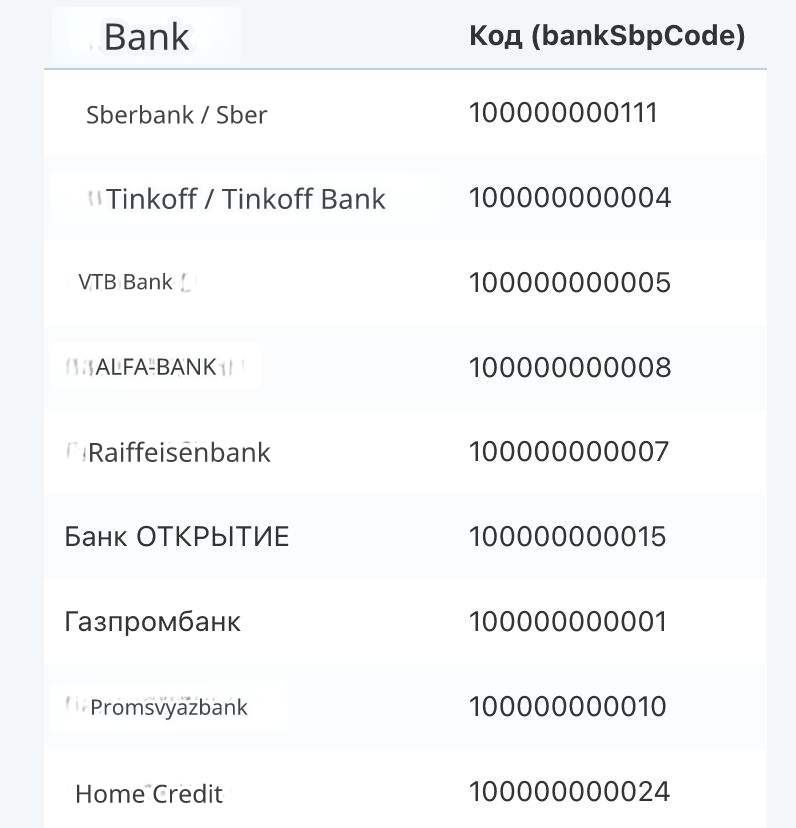 Bank Код (bankSbpCode)
Sberbank / Sber 100000000111
Tinkoff / Tinkoff Bank 100000000004
VTB Bank 100000000005
ALFA-BANK 100000000008
Raiffeisenbank 100000000007
Банк ОТКРЫТИЕ 100000000015
Газпромбанк 100000000001
Promsvyazbank 100000000010
Home Credit 100000000024